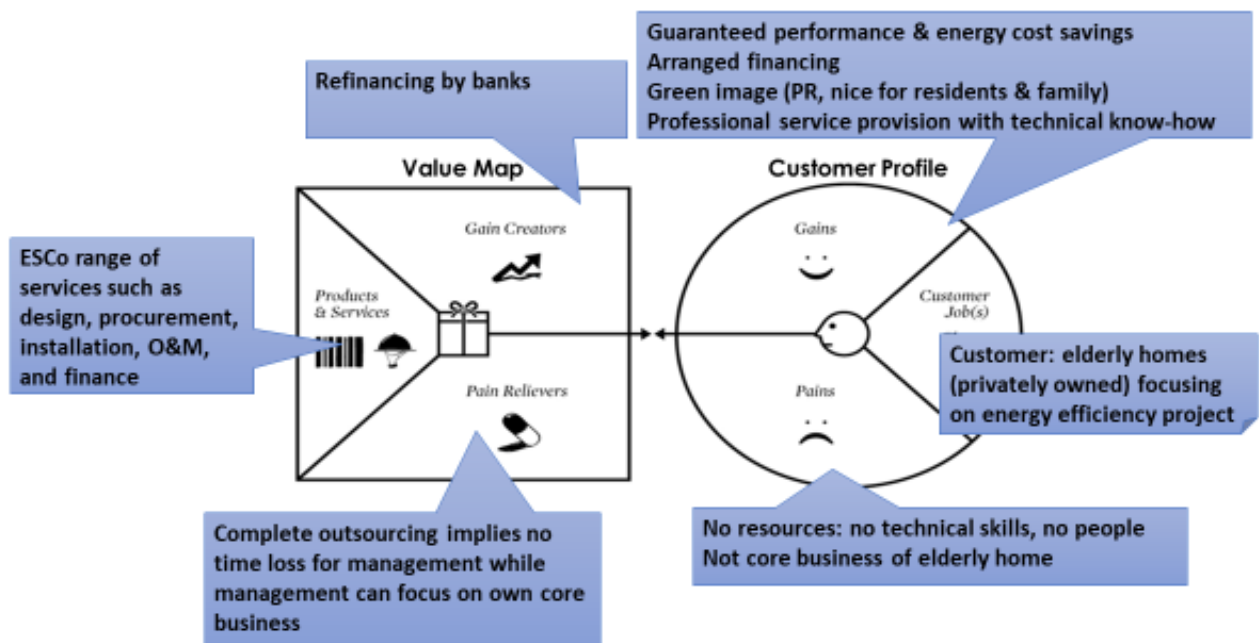 Guaranteed performance & energy cost savings
Arranged financing
Green image (PR, nice for residents & family)
Professional service provision with technical know-how
Refinancing by banks
Value Map
Customer Profile
Gain Creators
Gains
ESCo range of
services such as
design, procurement,
installation, O&M,
and finance
Products
& Services
Customer
Job(s)
Customer: elderly homes
(privately owned) focusing
on energy efficiency project
Pain Relievers
Pains
Complete outsourcing implies no
time loss for management while
management can focus on own core
business
No resources: no technical skills, no people
Not core business of elderly home